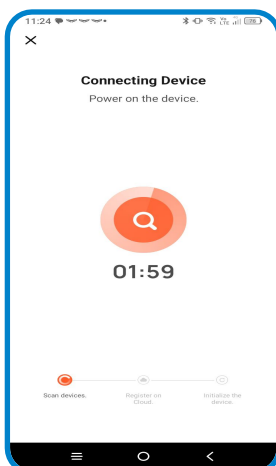 11:24
Connecting Device
Power on the device.
01:59
Scan devices.
Register on
Cloud.
Initialize the
device.